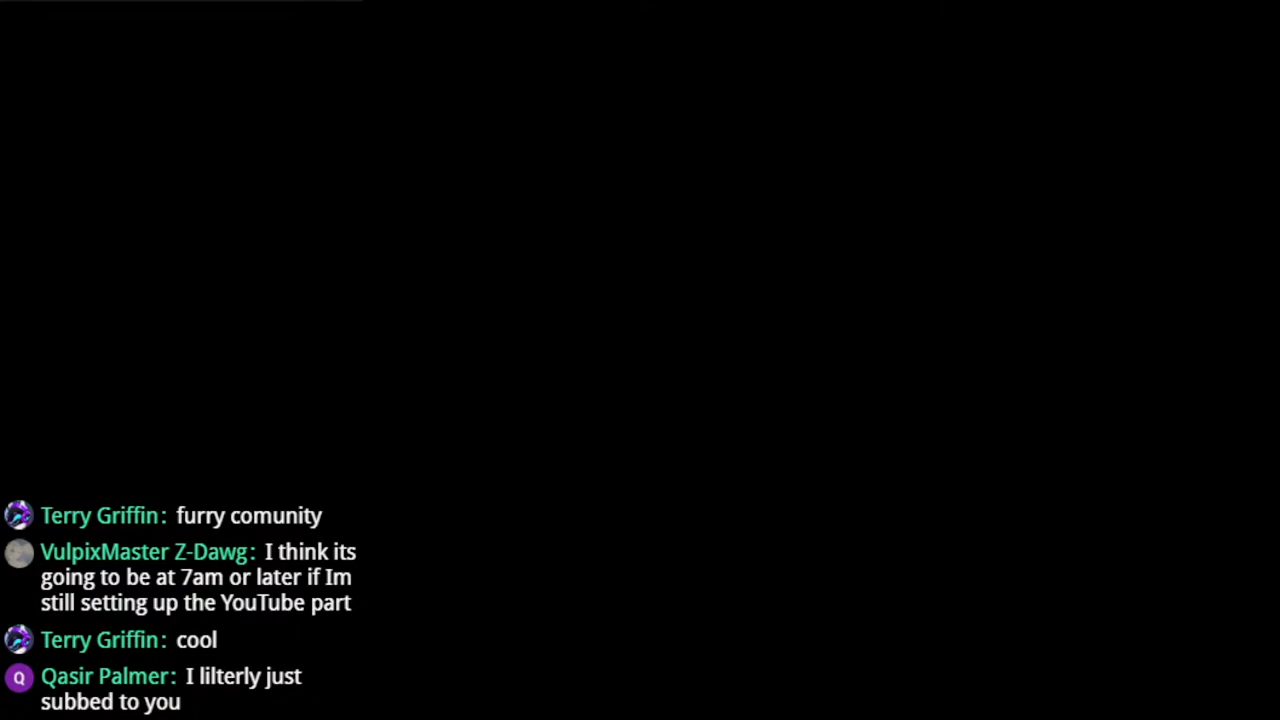 Terry Griffin: furry comunity
VulpixMaster Z-Dawg: I think its
going to be at 7am or later if Im
still setting up the YouTube part
Terry Griffin: cool
Q Qasir Palmer: I lilterly just
subbed to you